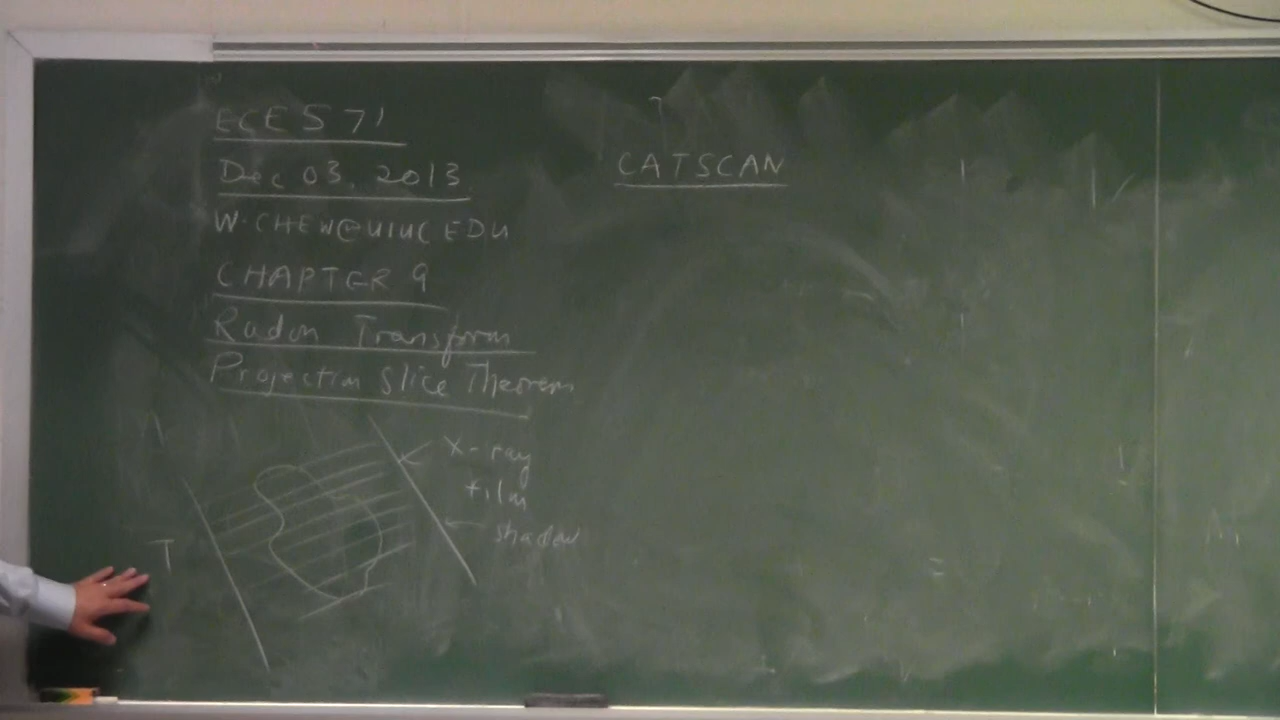 ECE 571
Dec 03, 2013
W-CHEW@UIUC EDU
CHAPTER 9
Radon Transform
Projection Slice Theorem
X-ray
film
shadow
T
CATSCAN